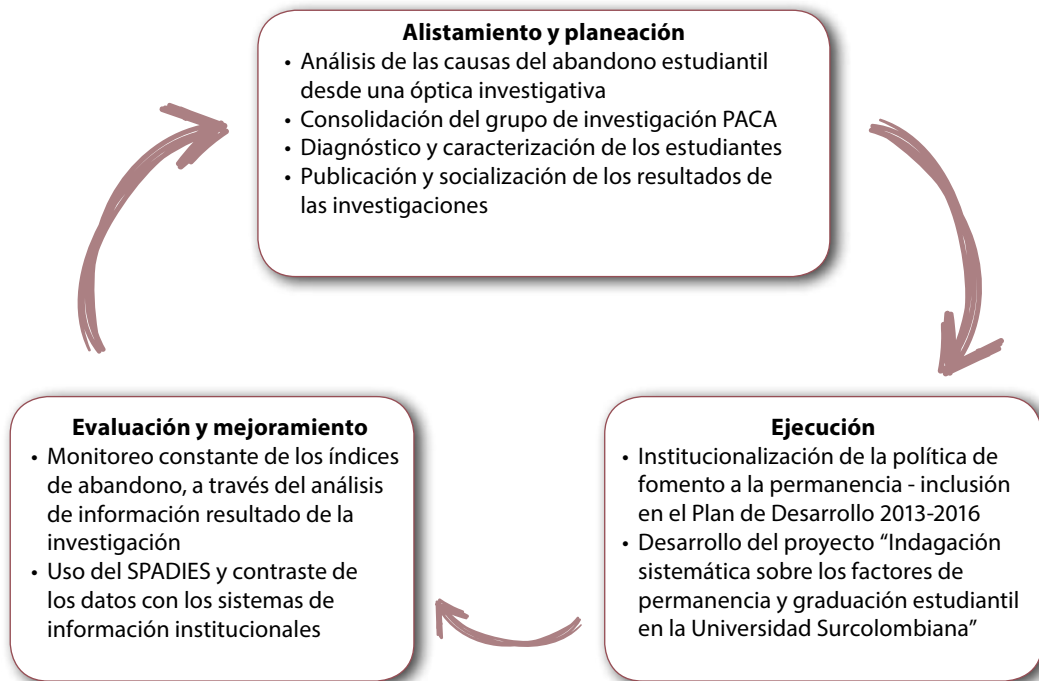 Alistamiento y planeación
• Análisis de las causas del abandono estudiantil
desde una óptica investigativa
• Consolidación del grupo de investigación PACA
• Diagnóstico y caracterización de los estudiantes
• Publicación y socialización de los resultados de
las investigaciones
Evaluación y mejoramiento
• Monitoreo constante de los índices
de abandono, a través del análisis
de información resultado de la
investigación
• Uso del SPADIES y contraste de
los datos con los sistemas de
información institucionales
Ejecución
• Institucionalización de la política de
fomento a la permanencia - inclusión
en el Plan de Desarrollo 2013-2016
• Desarrollo del proyecto “Indagación
sistemática sobre los factores de
permanencia y graduación estudiantil
en la Universidad Surcolombiana”